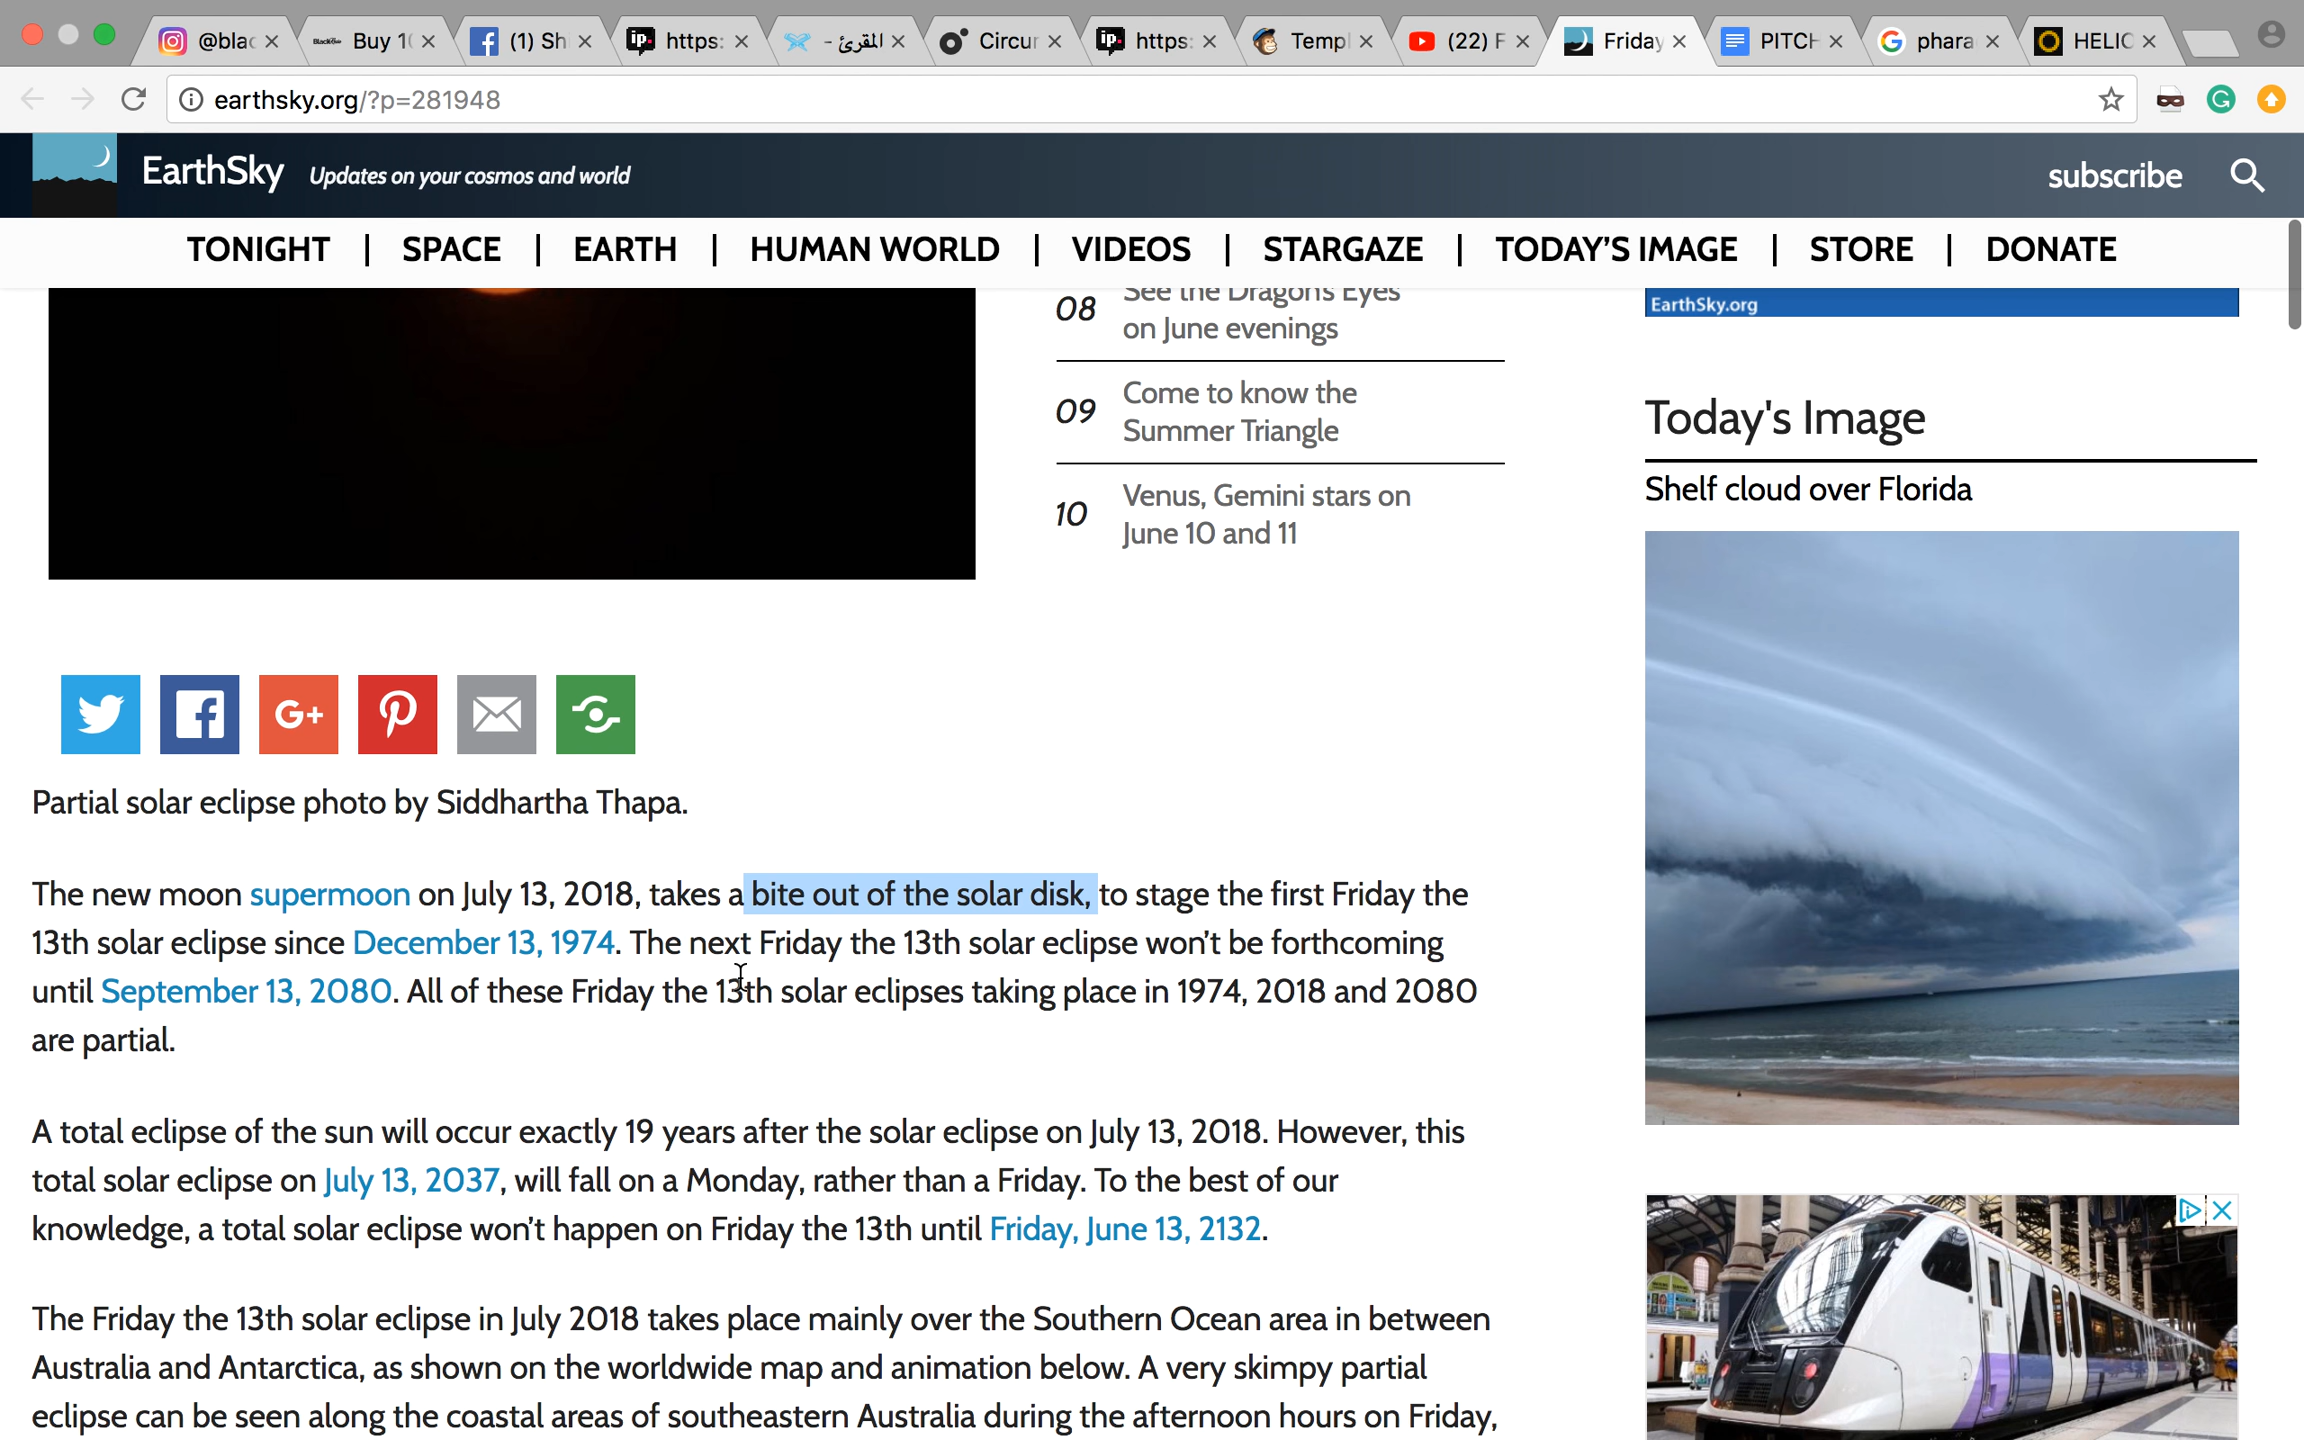 @blac
Buy 1
(1) Sh
https:
المقرئ -
Circur
https:
Templ
(22) F
Friday
PITCH
phara
HELIO
earthsky.org/?p=281948
EarthSky Updates on your cosmos and world
subscribe
TONIGHT | SPACE | EARTH | HUMAN WORLD | VIDEOS | STARGAZE | TODAY'S IMAGE | STORE | DONATE
08 See the Dragon's Eyes
on June evenings
09 Come to know the
Summer Triangle
10 Venus, Gemini stars on
June 10 and 11
EarthSky.org
Today's Image
Shelf cloud over Florida
G+
Partial solar eclipse photo by Siddhartha Thapa.
The new moon supermoon on July 13, 2018, takes a bite out of the solar disk, to stage the first Friday the
13th solar eclipse since December 13, 1974. The next Friday the 13th solar eclipse won't be forthcoming
until September 13, 2080. All of these Friday the 13th solar eclipses taking place in 1974, 2018 and 2080
are partial.
A total eclipse of the sun will occur exactly 19 years after the solar eclipse on July 13, 2018. However, this
total solar eclipse on July 13, 2037, will fall on a Monday, rather than a Friday. To the best of our
knowledge, a total solar eclipse won't happen on Friday the 13th until Friday, June 13, 2132.
The Friday the 13th solar eclipse in July 2018 takes place mainly over the Southern Ocean area in between
Australia and Antarctica, as shown on the worldwide map and animation below. A very skimpy partial
eclipse can be seen along the coastal areas of southeastern Australia during the afternoon hours on Friday,